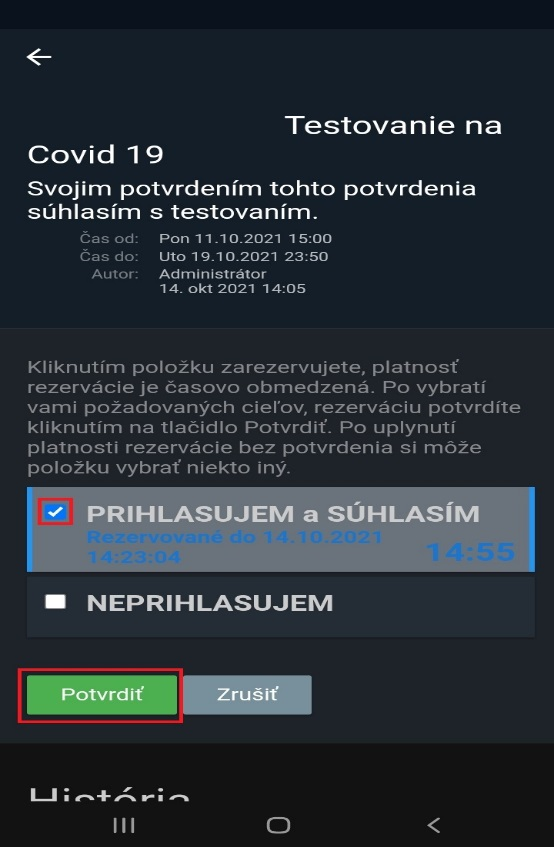 Testovanie na
Covid 19
Svojim potvrdením tohto potvrdenia
súhlasím s testovaním.
Čas od: Pon 11.10.2021 15:00
Čas do: Uto 19.10.2021 23:50
Autor: Administrátor
14. okt 2021 14:05
Kliknutím položku zarezervujete, platnosť
rezervácie je časovo obmedzená. Po vybratí
vami požadovaných cieľov, rezerváciu potvrdíte
kliknutím na tlačidlo Potvrdiť. Po uplynutí
platnosti rezervácie bez potvrdenia si môže
položku vybrať niekto iný.
PRIHLASUJEM a SÚHLASÍM
Rezervované do 14.10.2021
14:23:04 14:55
NEPRIHLASUJEM
Potvrdiť Zrušiť
História